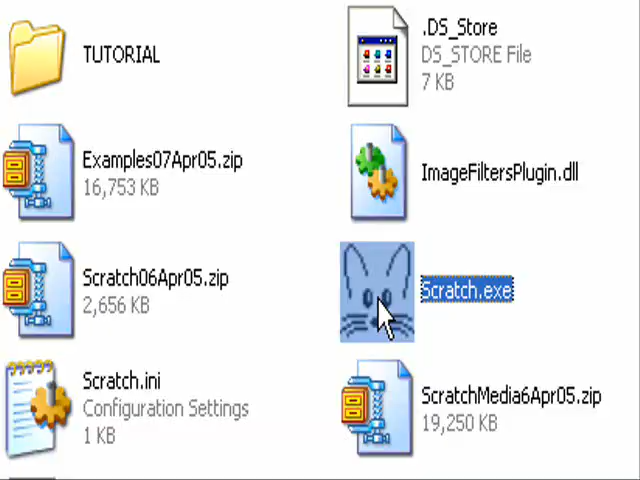 TUTORIAL
.DS_Store
DS_STORE File
7 KB
Examples07Apr05.zip
16,753 KB
ImageFiltersPlugin.dll
Scratch06Apr05.zip
2,656 KB
Scratch.exe
Scratch.ini
Configuration Settings
1 KB
ScratchMedia6Apr05.zip
19,250 KB